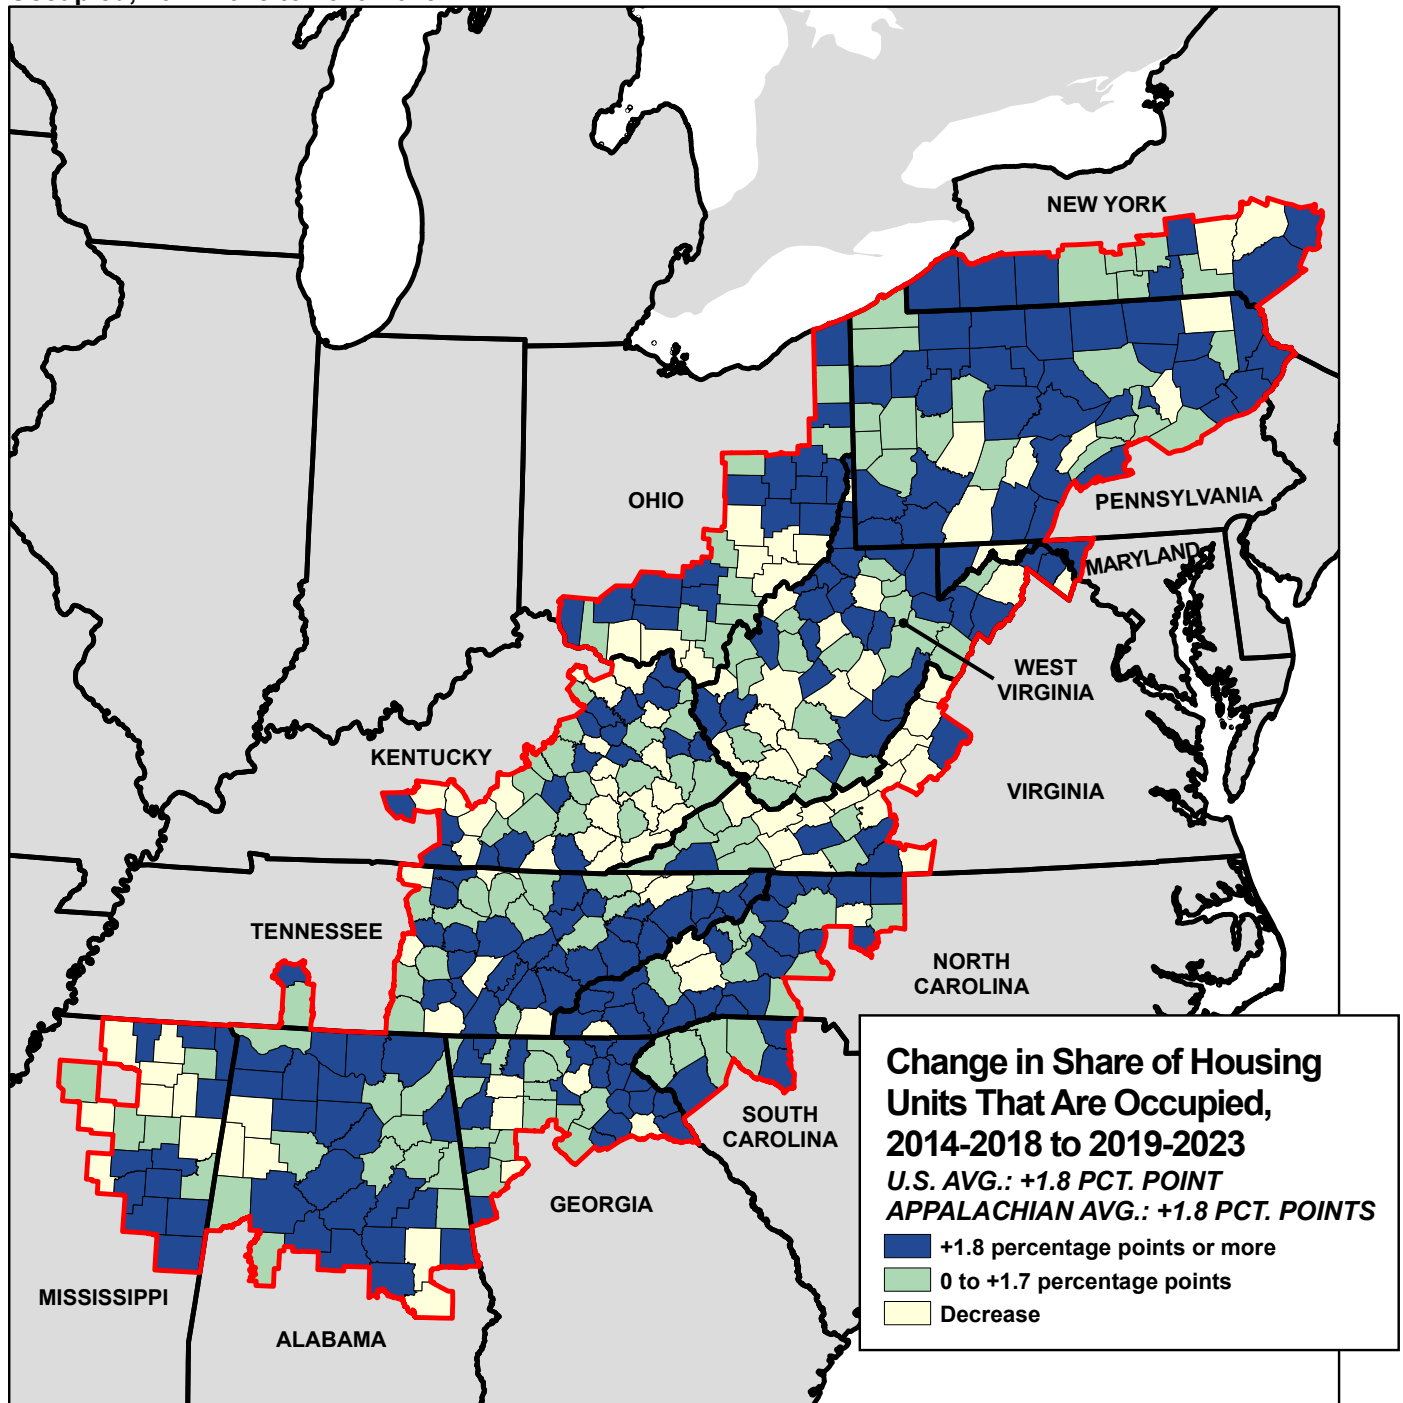 NEW YORK
OHIO
PENNSYLVANIA
MARYLAND
WEST
VIRGINIA
KENTUCKY
VIRGINIA
TENNESSEE
NORTH
CAROLINA
SOUTH
CAROLINA
GEORGIA
MISSISSIPPI
ALABAMA
Change in Share of Housing
Units That Are Occupied,
2014-2018 to 2019-2023
U.S. AVG.: +1.8 PCT. POINT
APPALACHIAN AVG.: +1.8 PCT. POINTS
+1.8 percentage points or more
0 to +1.7 percentage points
Decrease